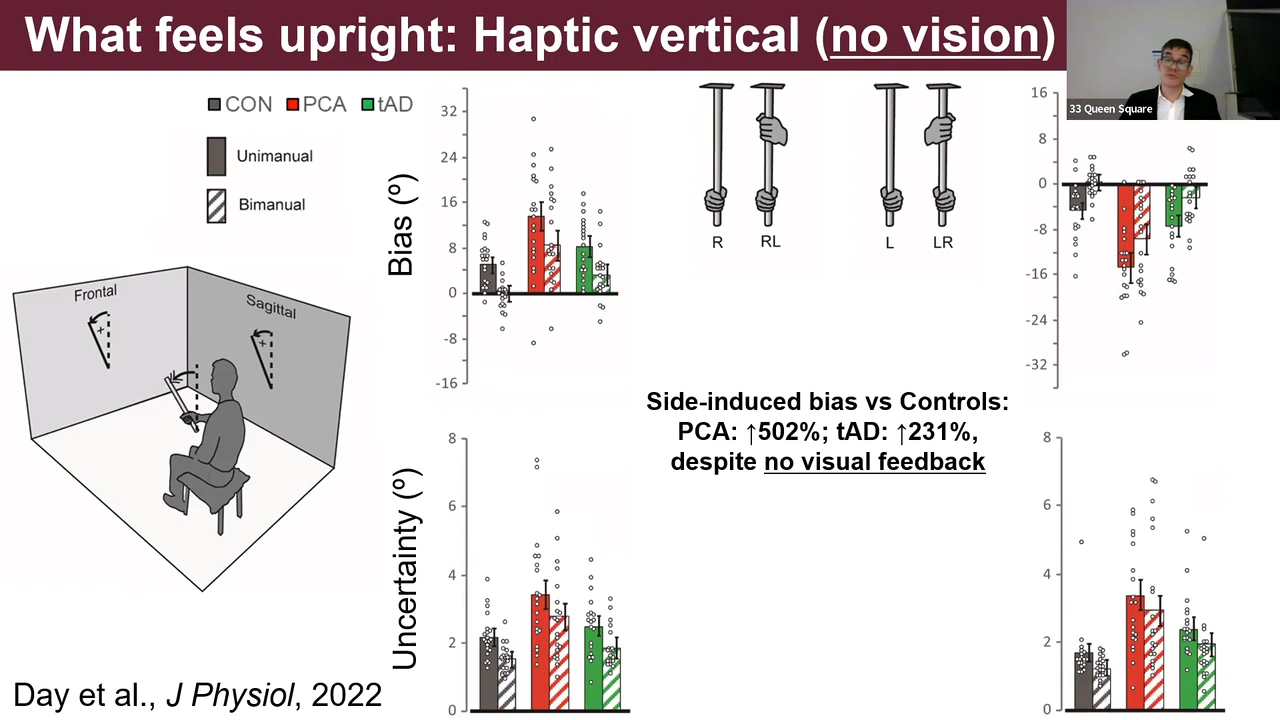 What feels upright: Haptic vertical (no vision)
33 Queen Square
CON PCA tAD
Unimanual
Bimanual
Frontal
Sagittal
+
+
Bias (º)
32
24
16
8
0
-8
-16
R RL L LR
16
8
0
-8
-16
-24
-32
Side-induced bias vs Controls:
PCA: ↑502%; tAD: ↑231%,
despite no visual feedback
Uncertainty (º)
8
6
4
2
0
8
6
4
2
0
Day et al., J Physiol, 2022